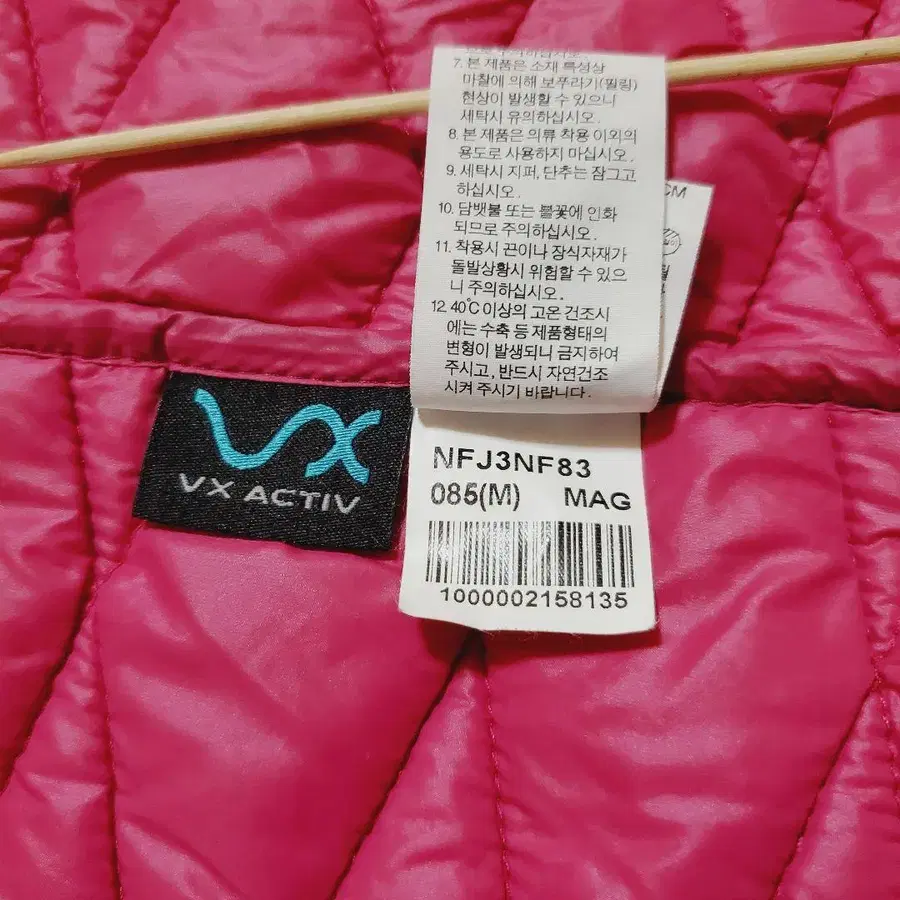 7. 본 제품은 소재 특성상
마찰에 의해 보푸라기(필링)
현상이 발생할 수 있으니
세탁시 유의하십시오.
8. 본 제품은 의류 착용 이외의
용도로 사용하지 마십시오.
9. 세탁시 지퍼, 단추는 잠그고
하십시오.
10. 담뱃불 또는 불꽃에 인화
되므로 주의하십시오.
11. 착용시 끈이나 장식자재가
돌발상황시 위험할 수 있으
니 주의하십시오.
12. 40℃ 이상의 고온 건조시
에는 수축 등 제품형태의
변형이 발생되니 금지하여
주시고, 반드시 자연건조
시켜 주시기 바랍니다.
CM
VX
VX ACTIV
NFJ3NF83
085(M) MAG
1000002158135